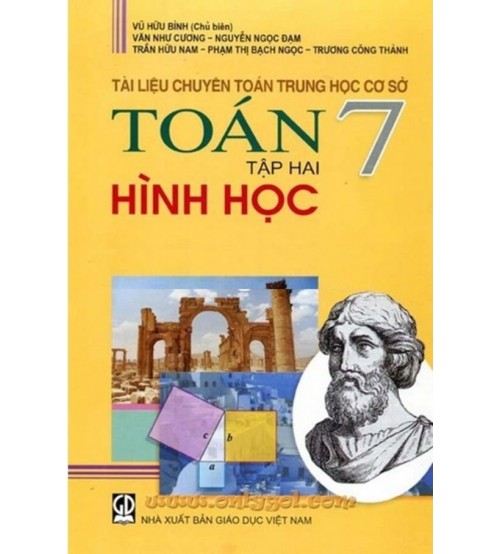 VŨ HỮU BÌNH (Chủ biên)
VĂN NHƯ CƯƠNG – NGUYỄN NGỌC ĐẠM
TRẦN HỮU NAM – PHẠM THỊ BẠCH NGỌC – TRƯƠNG CÔNG THÀNH
TÀI LIỆU CHUYÊN TOÁN TRUNG HỌC CƠ SỞ
TOÁN 7
TẬP HAI
HÌNH HỌC
c b
a
GD
NHÀ XUẤT BẢN GIÁO DỤC VIỆT NAM